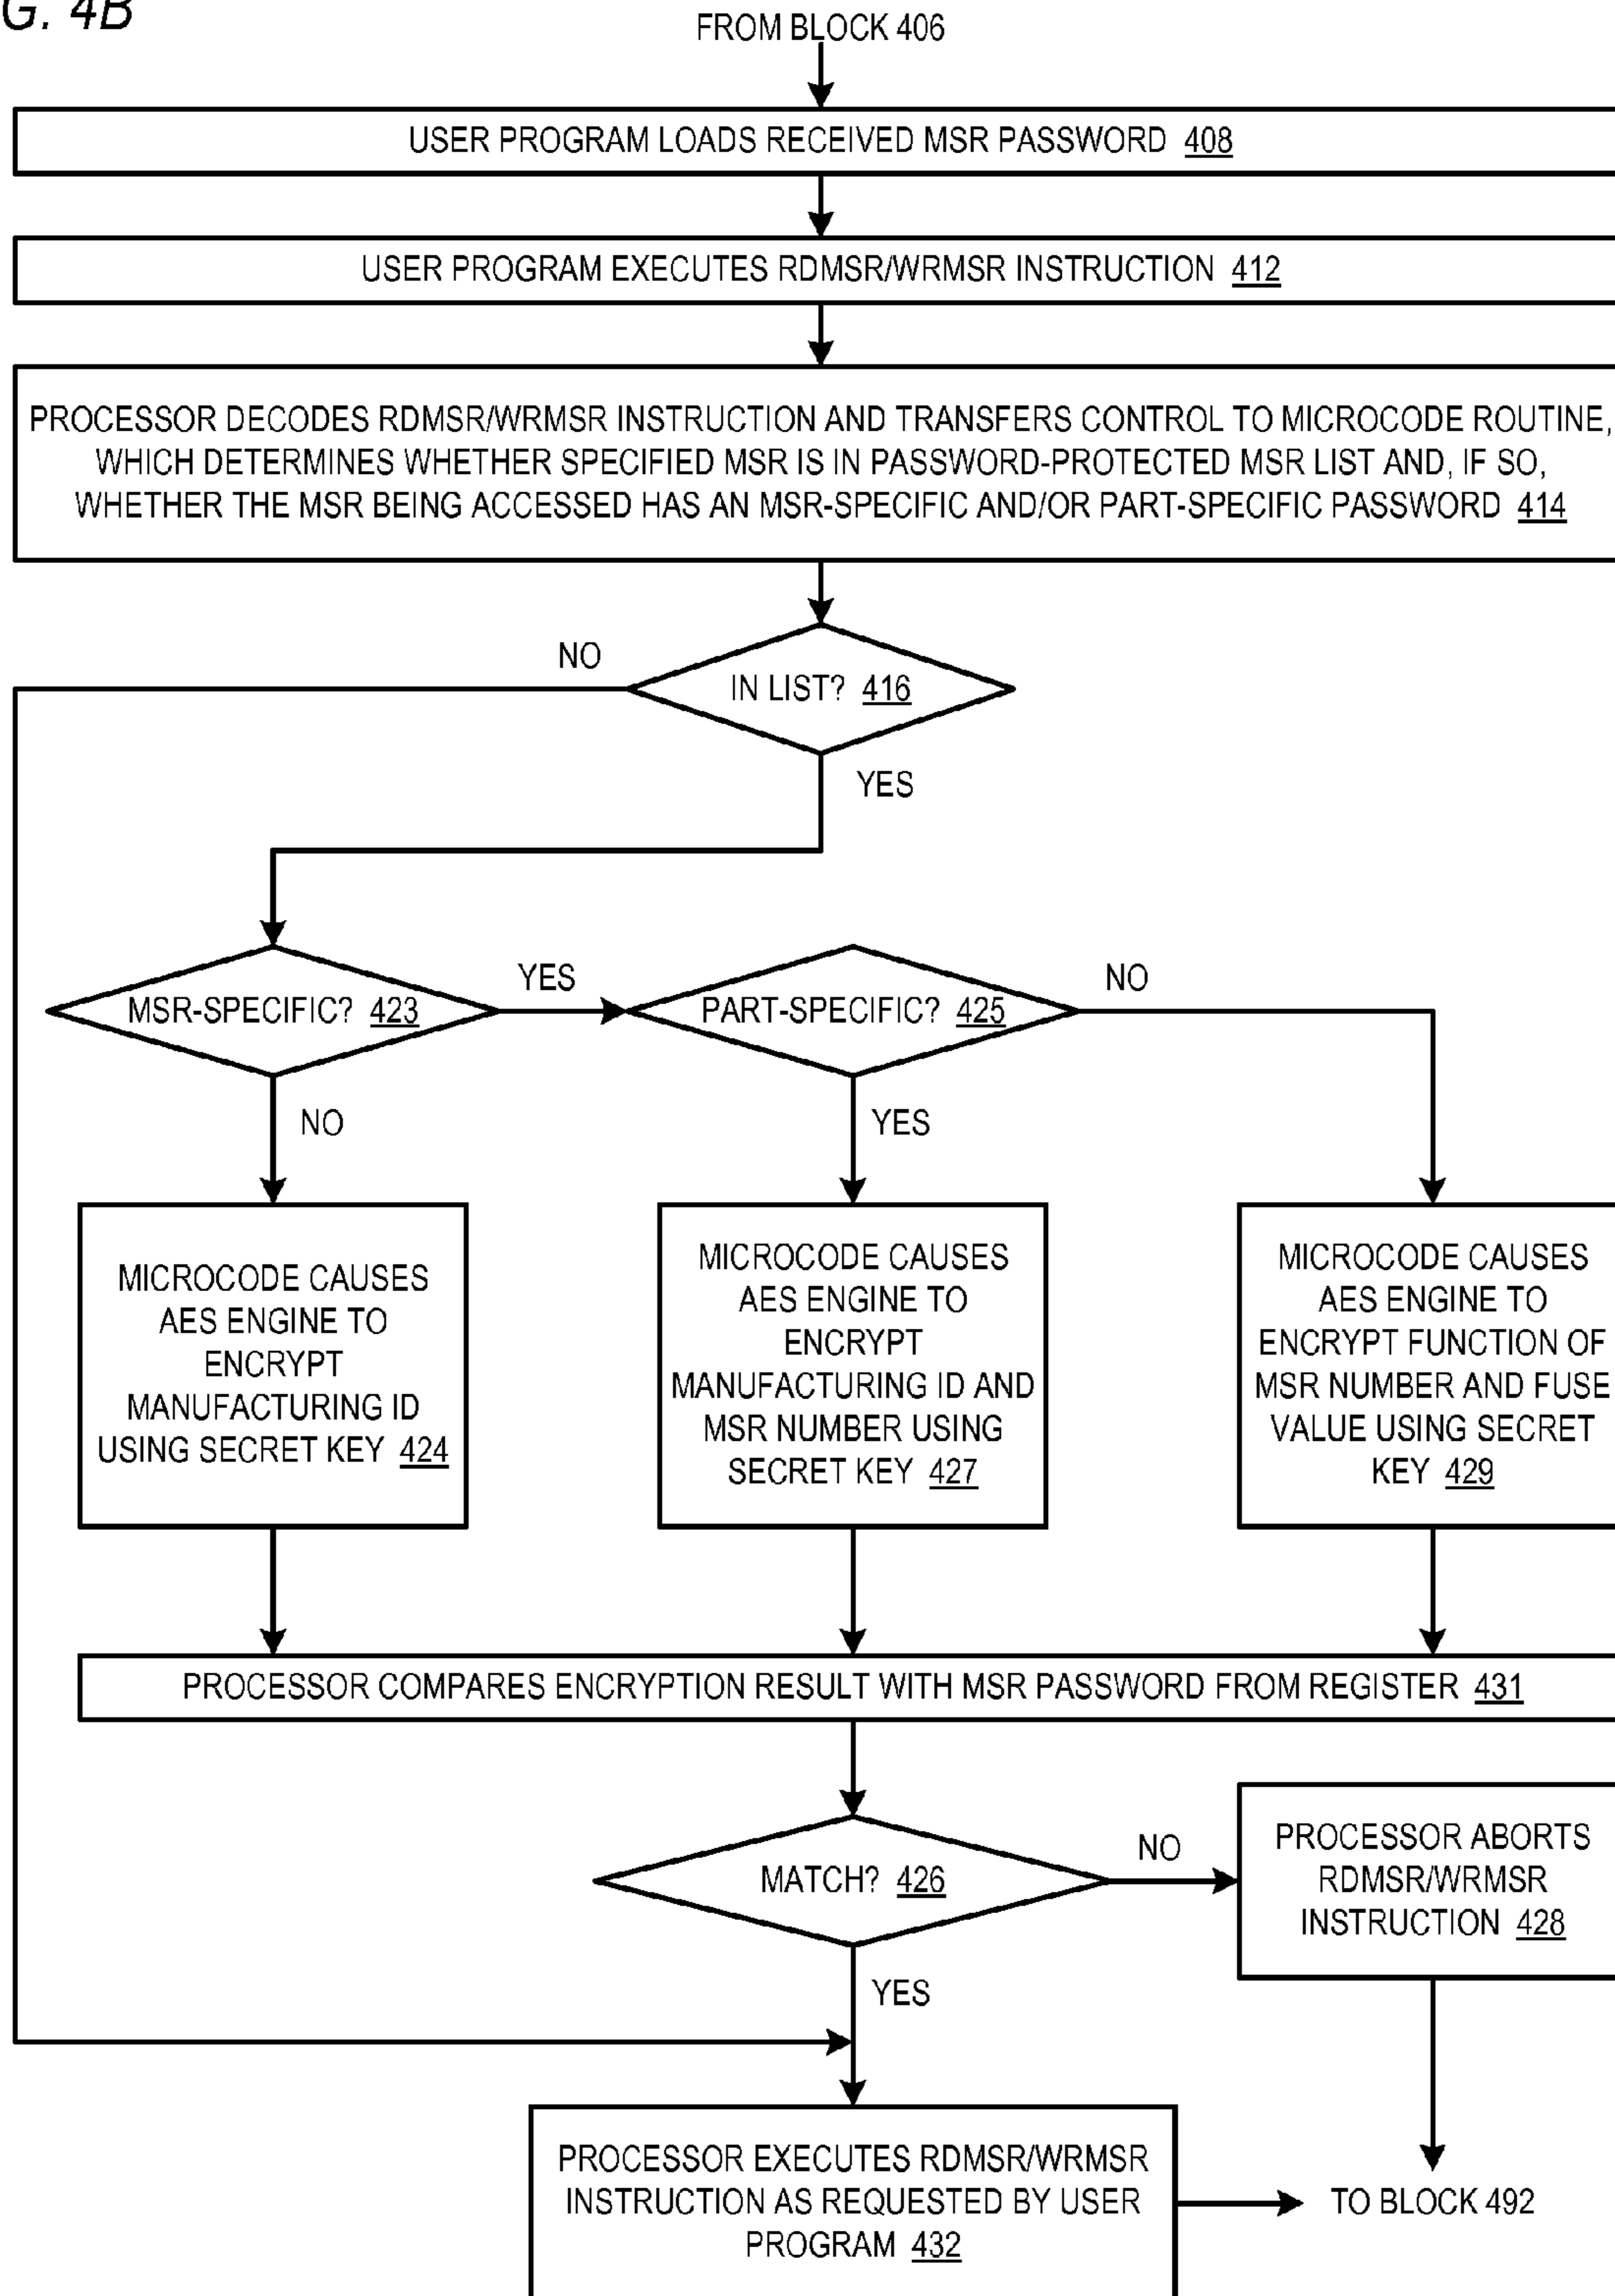 G. 4B
FROM BLOCK 406
USER PROGRAM LOADS RECEIVED MSR PASSWORD 408
USER PROGRAM EXECUTES RDMSR/WRMSR INSTRUCTION 412
PROCESSOR DECODES RDMSR/WRMSR INSTRUCTION AND TRANSFERS CONTROL TO MICROCODE ROUTINE,
WHICH DETERMINES WHETHER SPECIFIED MSR IS IN PASSWORD-PROTECTED MSR LIST AND, IF SO,
WHETHER THE MSR BEING ACCESSED HAS AN MSR-SPECIFIC AND/OR PART-SPECIFIC PASSWORD 414
NO
IN LIST? 416
YES
MSR-SPECIFIC? 423
YES
PART-SPECIFIC? 425
NO
NO
YES
MICROCODE CAUSES
AES ENGINE TO
ENCRYPT
MANUFACTURING ID
USING SECRET KEY 424
MICROCODE CAUSES
AES ENGINE TO
ENCRYPT
MANUFACTURING ID AND
MSR NUMBER USING
SECRET KEY 427
MICROCODE CAUSES
AES ENGINE TO
ENCRYPT FUNCTION OF
MSR NUMBER AND FUSE
VALUE USING SECRET
KEY 429
PROCESSOR COMPARES ENCRYPTION RESULT WITH MSR PASSWORD FROM REGISTER 431
MATCH? 426
NO
PROCESSOR ABORTS
RDMSR/WRMSR
INSTRUCTION 428
YES
PROCESSOR EXECUTES RDMSR/WRMSR
INSTRUCTION AS REQUESTED BY USER
PROGRAM 432
TO BLOCK 492